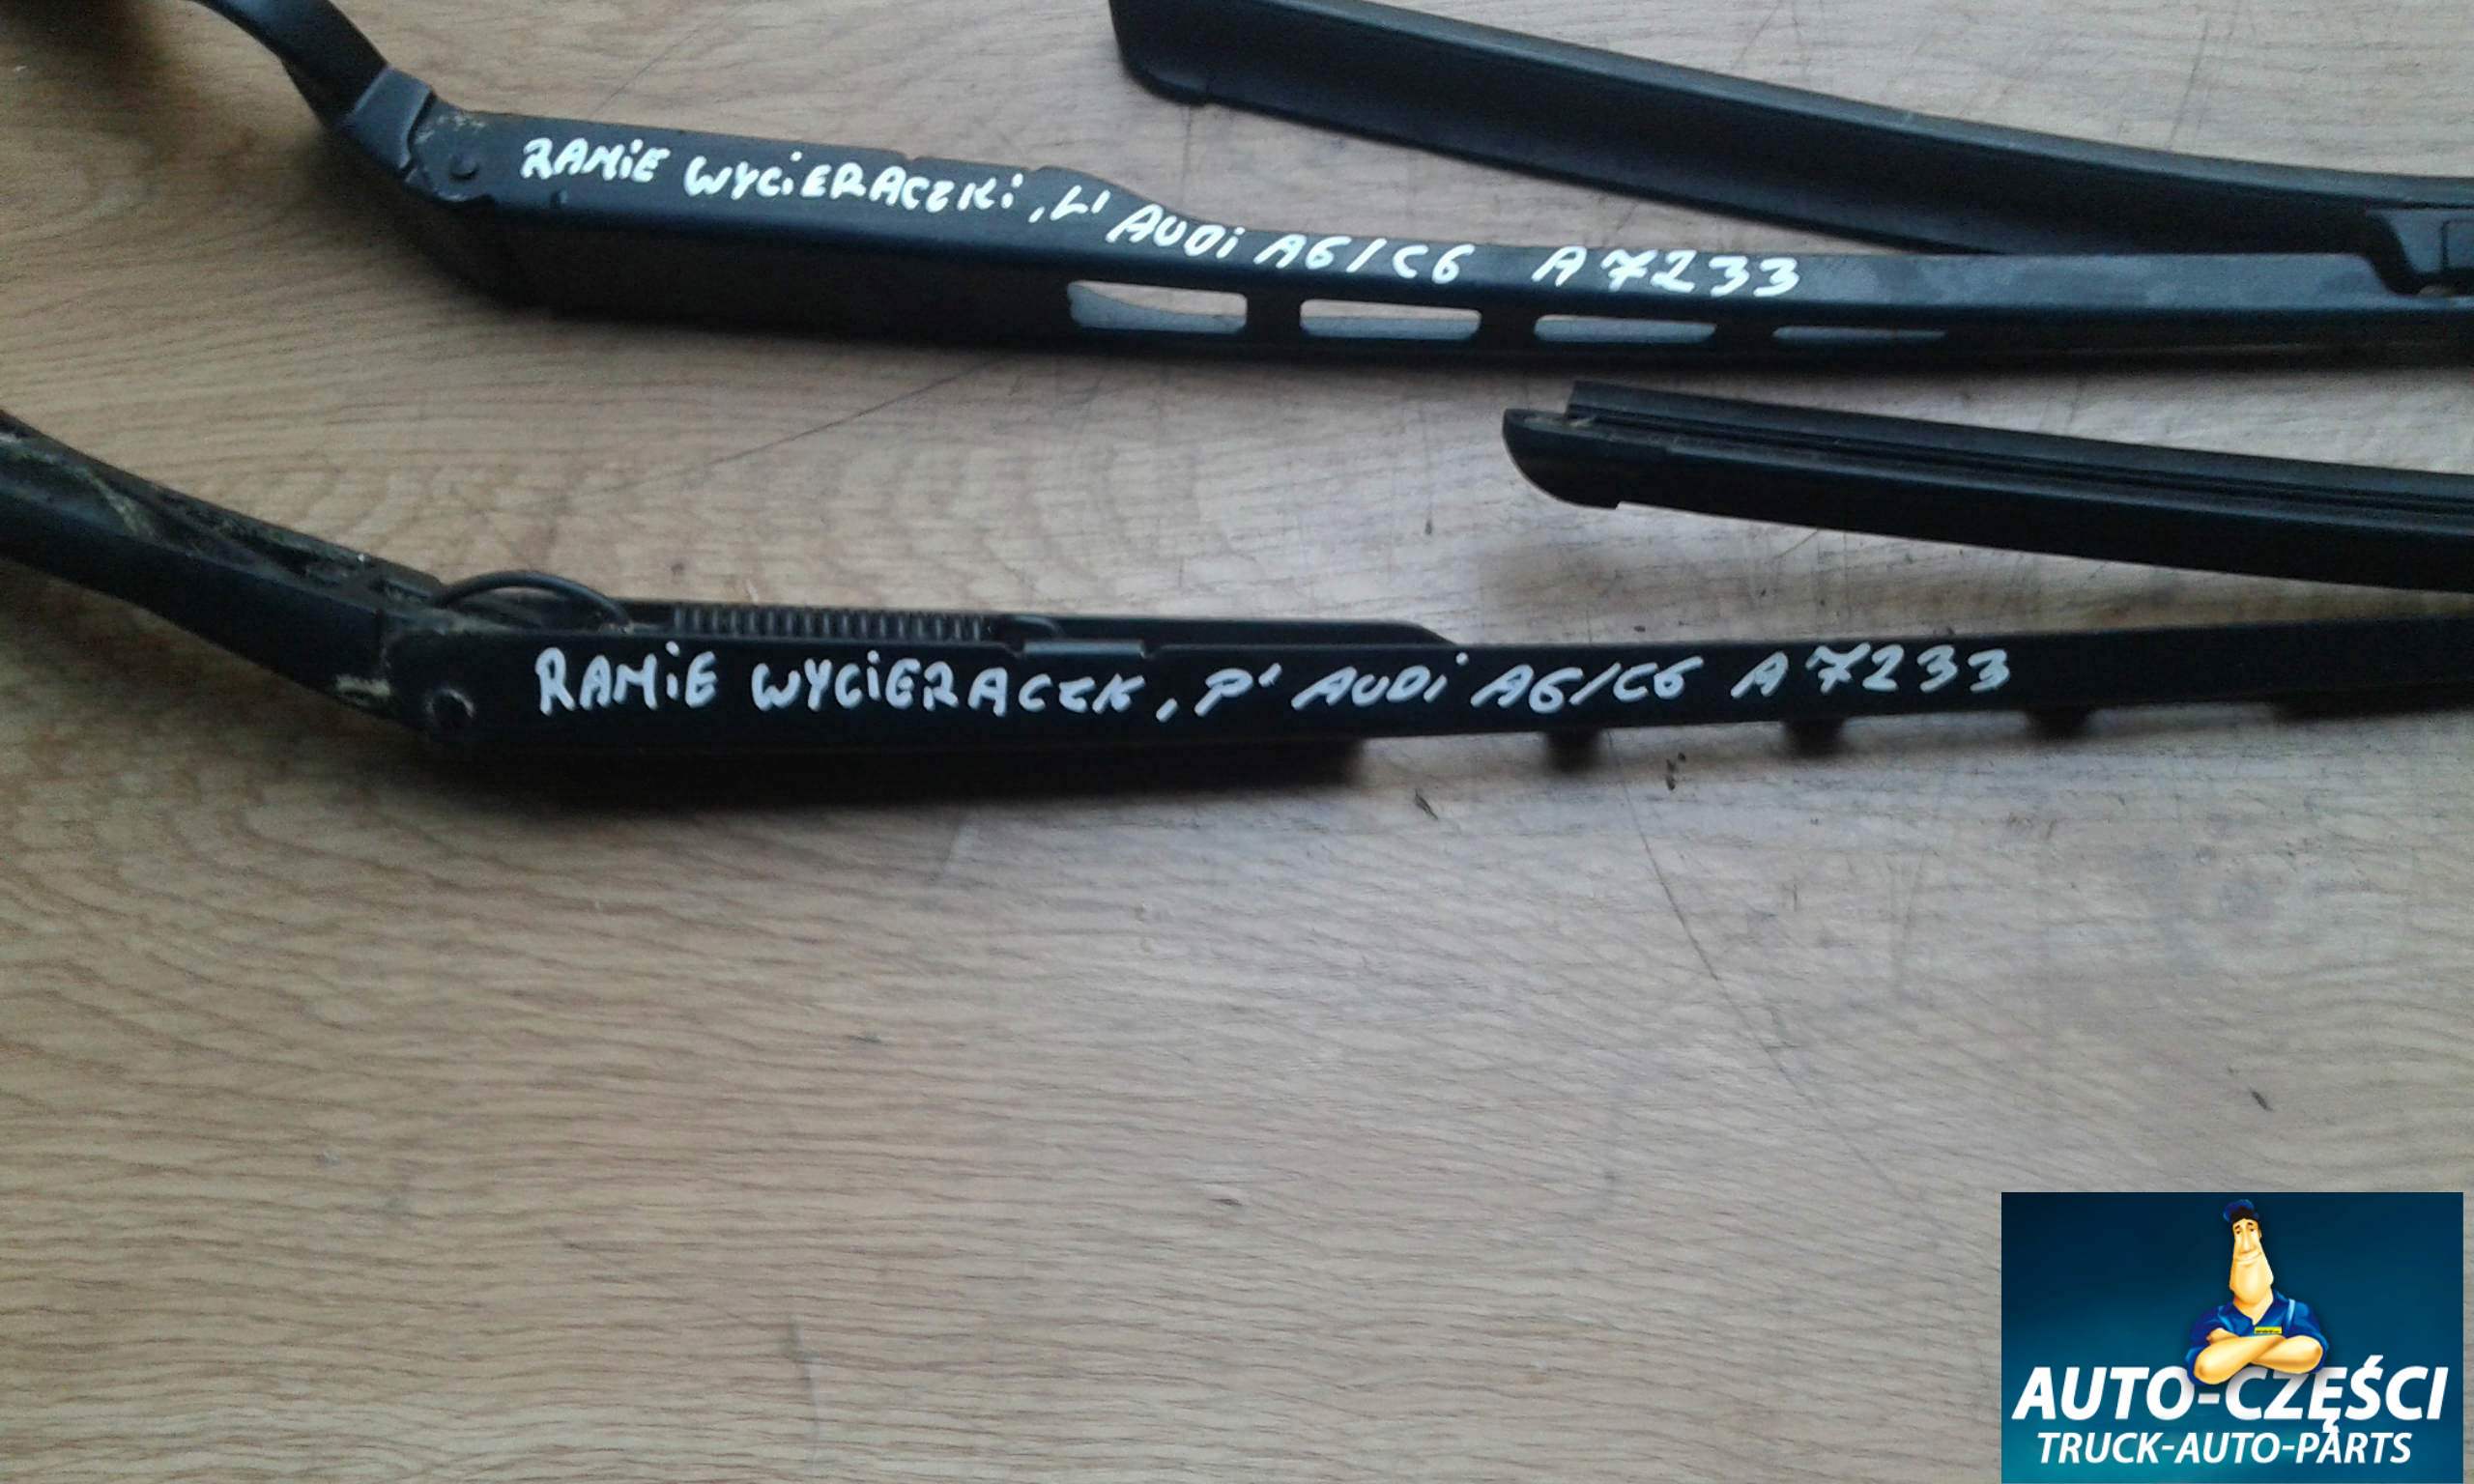 RAMiE WYCiERACZKi, L' AUDi A6/C6 A7233
RAMiE WYCiERACZK, P' AUDi A6/C6 A7233
AUTO-CZĘŚCI
TRUCK-AUTO-PARTS